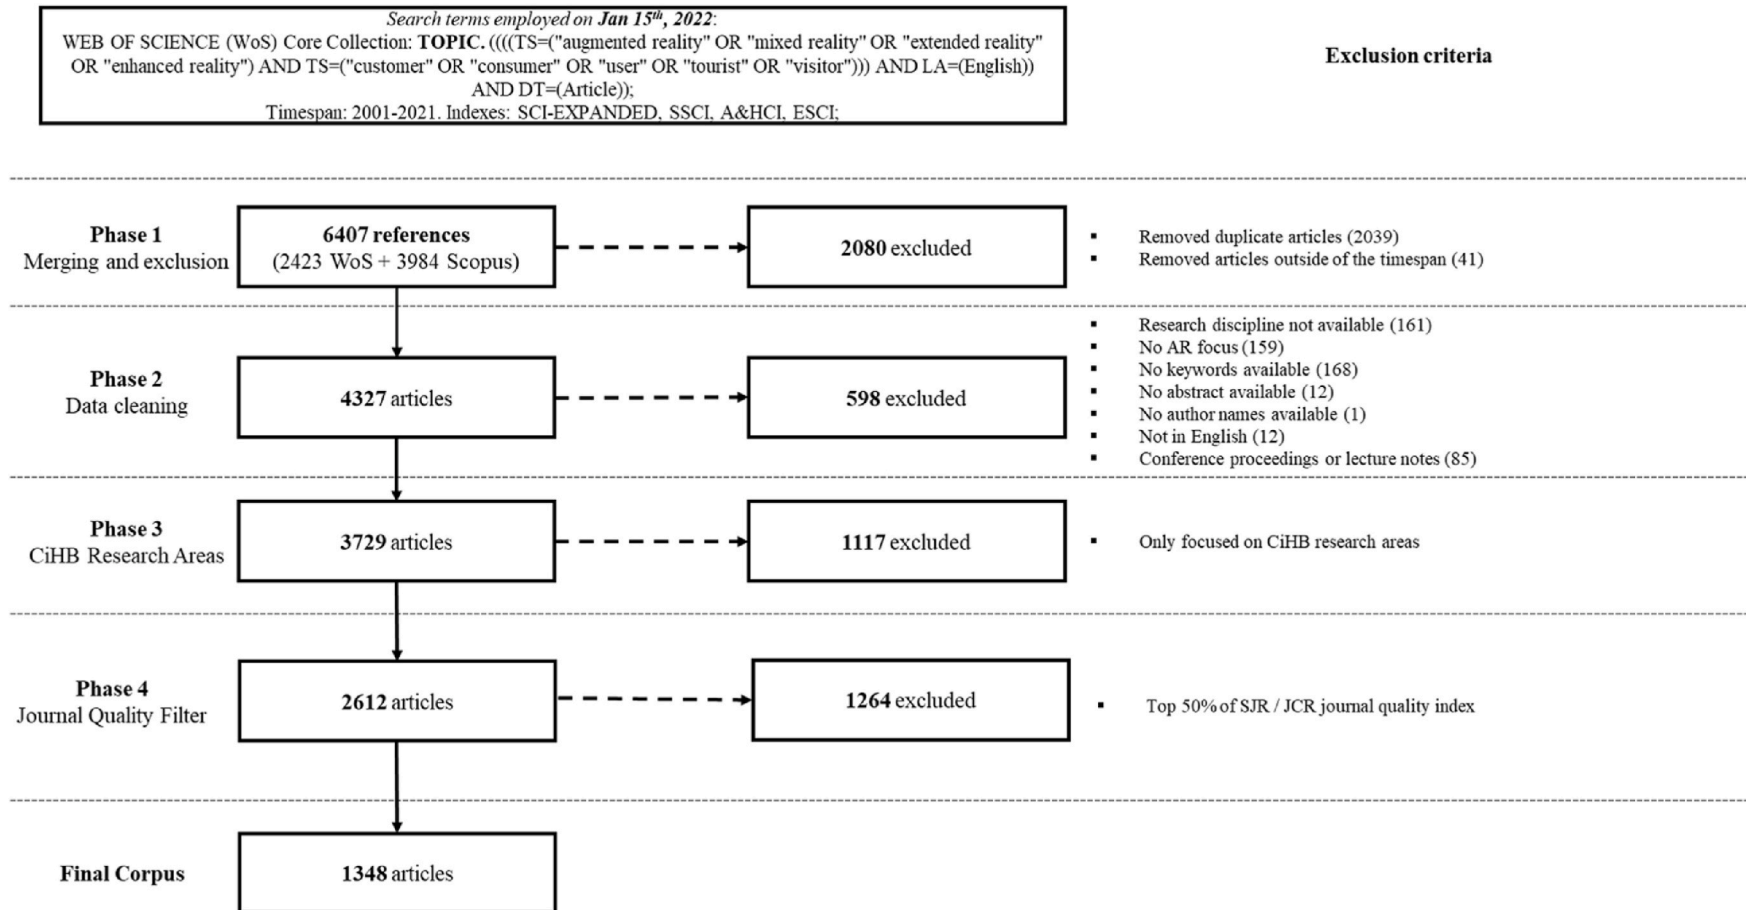 Search terms employed on Jan 15th, 2022:
WEB OF SCIENCE (WoS) Core Collection: TOPIC. ((((TS=("augmented reality" OR "mixed reality" OR "extended reality"
OR "enhanced reality") AND TS=("customer" OR "consumer" OR "user" OR "tourist" OR "visitor"))) AND LA=(English))
AND DT=(Article));
Timespan: 2001-2021. Indexes: SCI-EXPANDED, SSCI, A&HCI, ESCI;
Exclusion criteria
Phase 1
Merging and exclusion
6407 references
(2423 WoS + 3984 Scopus)
2080 excluded
▪ Removed duplicate articles (2039)
▪ Removed articles outside of the timespan (41)
Phase 2
Data cleaning
4327 articles
598 excluded
▪ Research discipline not available (161)
▪ No AR focus (159)
▪ No keywords available (168)
▪ No abstract available (12)
▪ No author names available (1)
▪ Not in English (12)
▪ Conference proceedings or lecture notes (85)
Phase 3
CiHB Research Areas
3729 articles
1117 excluded
▪ Only focused on CiHB research areas
Phase 4
Journal Quality Filter
2612 articles
1264 excluded
▪ Top 50% of SJR / JCR journal quality index
Final Corpus
1348 articles